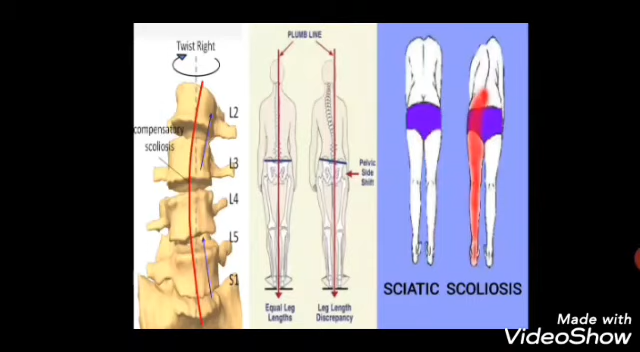 Twist Right
L2
compensatory
scoliosis
L3
L4
L5
S1
PLUMB LINE
Pelvic
Side
Shift
Equal Leg
Lengths
Leg Length
Discrepancy
SCIATIC SCOLIOSIS
Made with
VideoShow